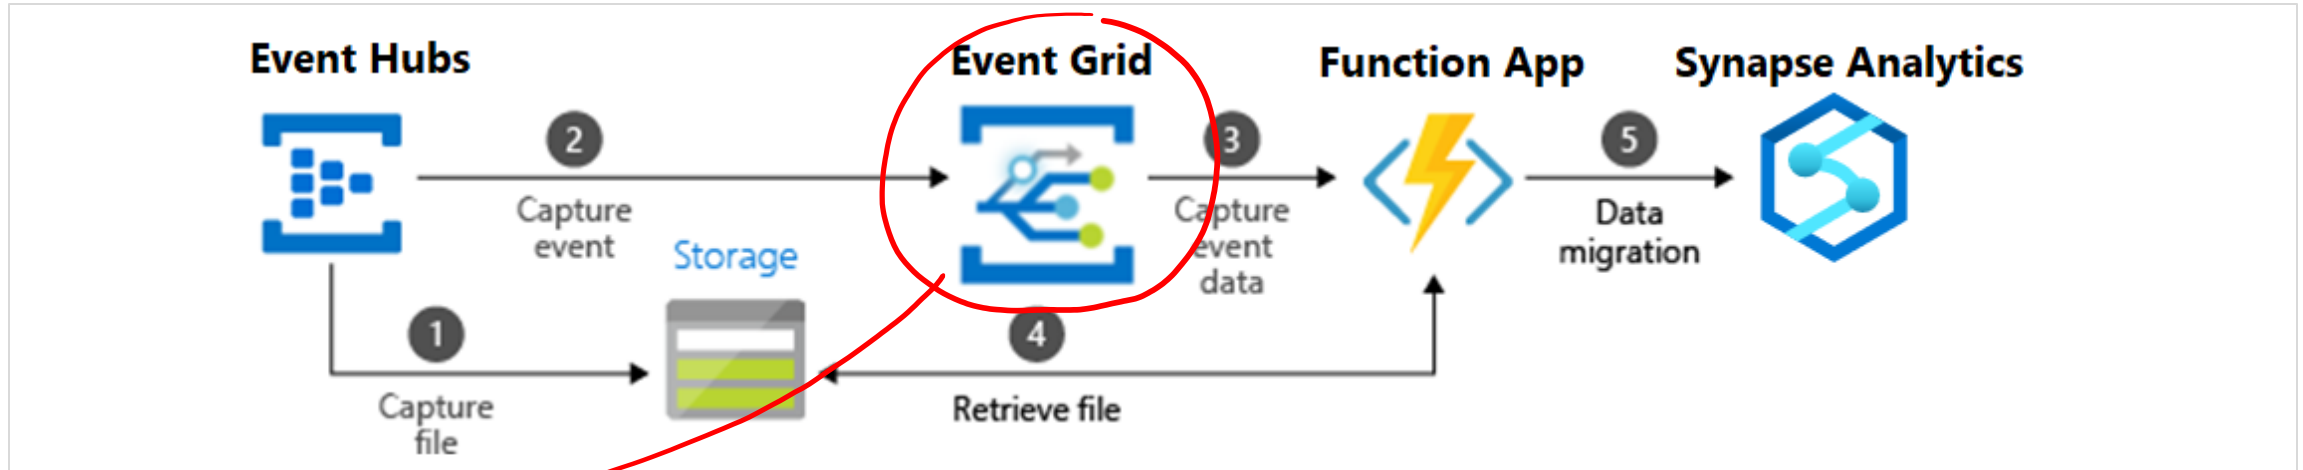 Event Hubs
Event Grid
Function App
Synapse Analytics
2
3
5
Capture
event
Capture
event
data
Data
migration
Storage
1
4
Capture
file
Retrieve file